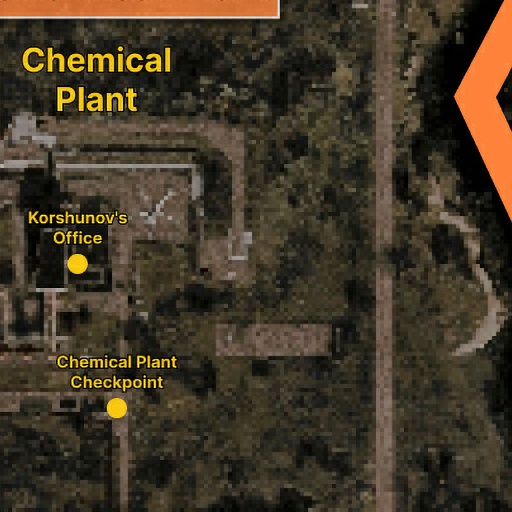 Chemical
Plant
Korshunov's
Office
Chemical Plant
Checkpoint